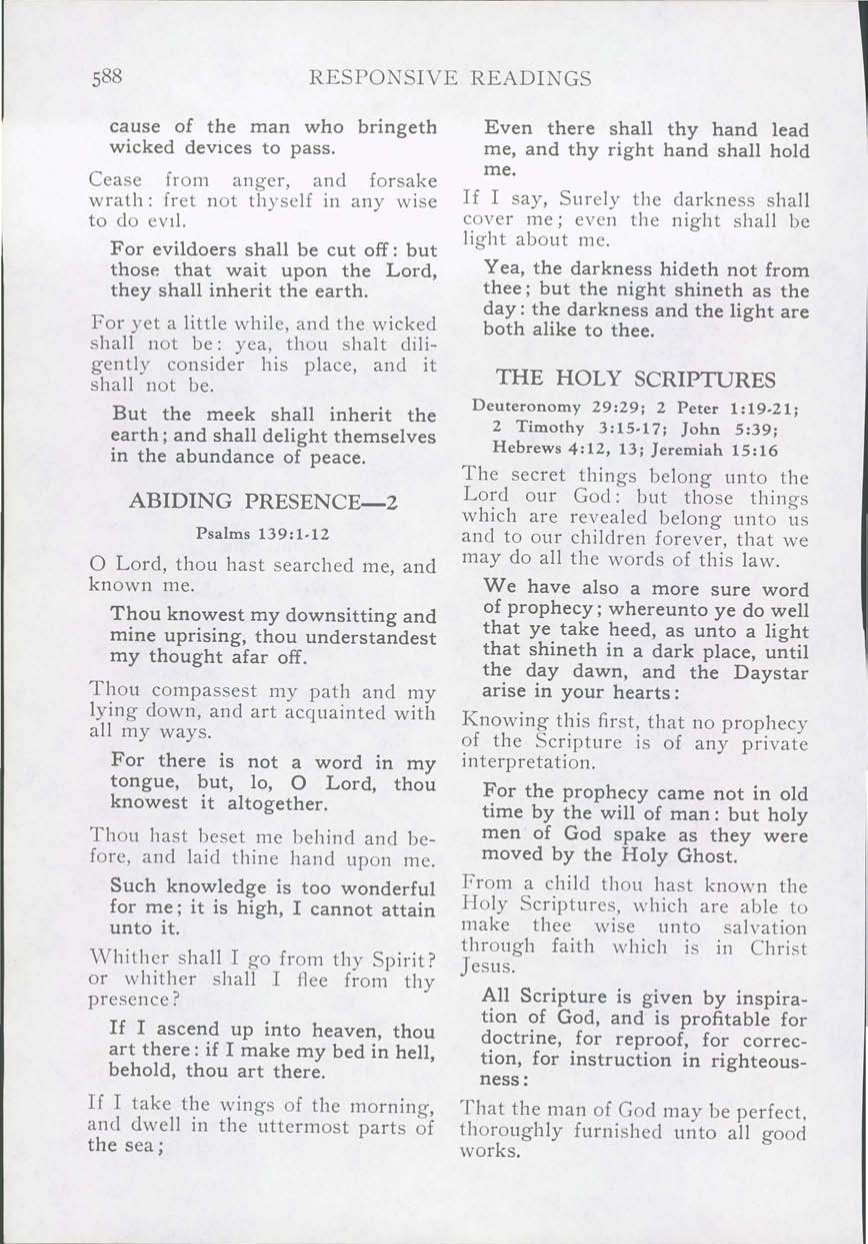 588 RESPONSIVE READINGS
cause of the man who bringeth
wicked devices to pass.
Cease from anger, and forsake
wrath: fret not thyself in any wise
to do evil.
For evildoers shall be cut off: but
those that wait upon the Lord,
they shall inherit the earth.
For yet a little while, and the wicked
shall not be: yea, thou shalt dili-
gently consider his place, and it
shall not be.
But the meek shall inherit the
earth; and shall delight themselves
in the abundance of peace.
ABIDING PRESENCE—2
Psalms 139:1-12
O Lord, thou hast searched me, and
known me.
Thou knowest my downsitting and
mine uprising, thou understandest
my thought afar off.
Thou compassest my path and my
lying down, and art acquainted with
all my ways.
For there is not a word in my
tongue, but, lo, O Lord, thou
knowest it altogether.
Thou hast beset me behind and be-
fore, and laid thine hand upon me.
Such knowledge is too wonderful
for me; it is high, I cannot attain
unto it.
Whither shall I go from thy Spirit?
or whither shall I flee from thy
presence?
If I ascend up into heaven, thou
art there: if I make my bed in hell,
behold, thou art there.
If I take the wings of the morning,
and dwell in the uttermost parts of
the sea;
Even there shall thy hand lead
me, and thy right hand shall hold
me.
If I say, Surely the darkness shall
cover me; even the night shall be
light about me.
Yea, the darkness hideth not from
thee; but the night shineth as the
day: the darkness and the light are
both alike to thee.
THE HOLY SCRIPTURES
Deuteronomy 29:29; 2 Peter 1:19-21;
2 Timothy 3:15-17; John 5:39;
Hebrews 4:12, 13; Jeremiah 15:16
The secret things belong unto the
Lord our God: but those things
which are revealed belong unto us
and to our children forever, that we
may do all the words of this law.
We have also a more sure word
of prophecy; whereunto ye do well
that ye take heed, as unto a light
that shineth in a dark place, until
the day dawn, and the Daystar
arise in your hearts:
Knowing this first, that no prophecy
of the Scripture is of any private
interpretation.
For the prophecy came not in old
time by the will of man: but holy
men of God spake as they were
moved by the Holy Ghost.
From a child thou hast known the
Holy Scriptures, which are able to
make thee wise unto salvation
through faith which is in Christ
Jesus.
All Scripture is given by inspira-
tion of God, and is profitable for
doctrine, for reproof, for correc-
tion, for instruction in righteous-
ness:
That the man of God may be perfect,
thoroughly furnished unto all good
works.